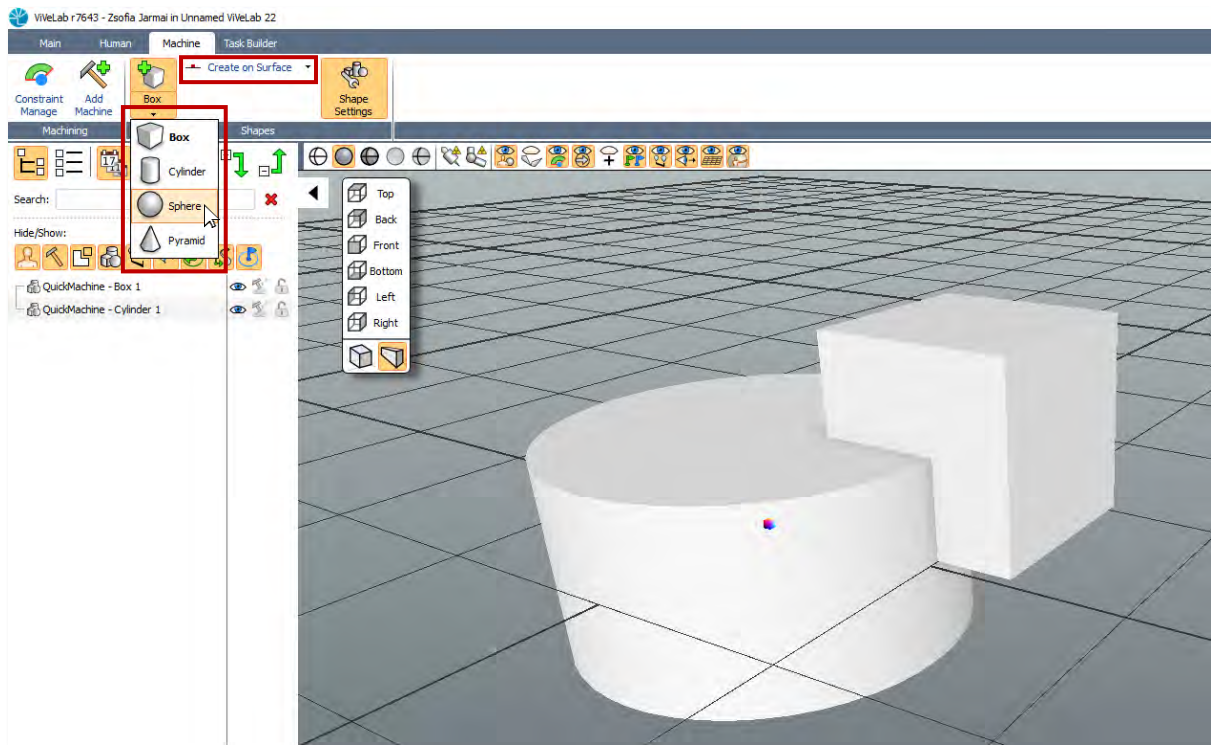 ViVeLab r7643 - Zsofia Jarmai in Unnamed ViVeLab 22
Main Human Machine Task Builder
Create on Surface
Constraint Manage
Add Machine
Box
Shape Settings
Machining
Shapes
Box
Cylinder
Sphere
Pyramid
17
Search:
Hide/Show:
QuickMachine - Box 1
QuickMachine - Cylinder 1
Top
Back
Front
Bottom
Left
Right